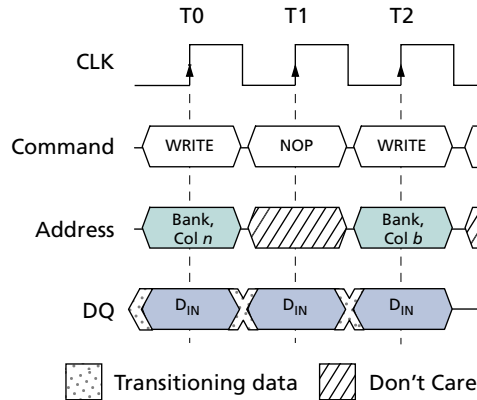 T0 T1 T2
CLK
Command WRITE NOP WRITE
Address Bank, Col n Bank, Col b
DQ DIN DIN DIN
Transitioning data Don't Care